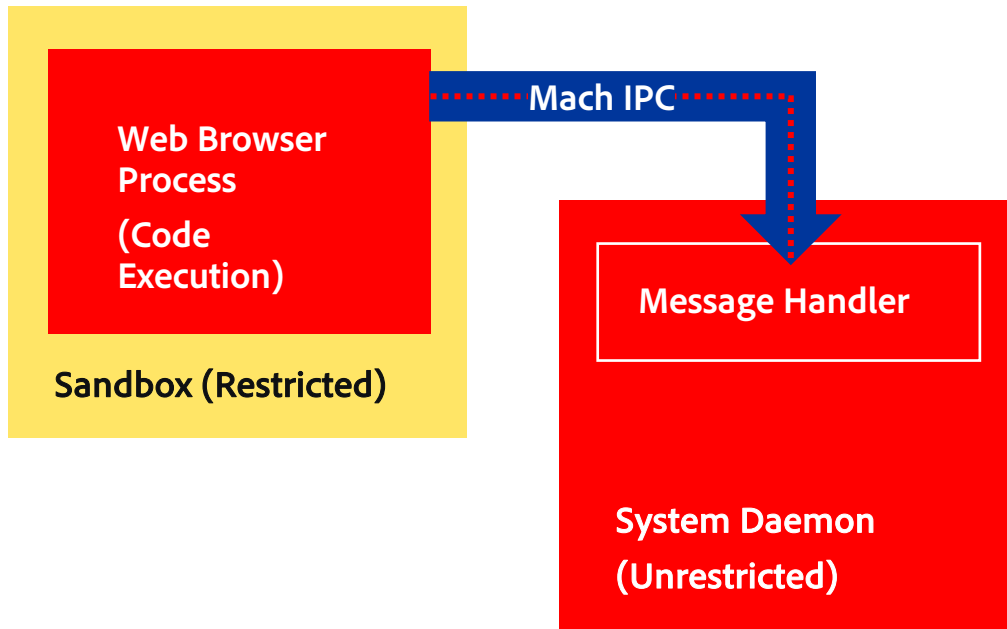 Web Browser
Process
(Code
Execution)
Sandbox (Restricted)
Mach IPC
Message Handler
System Daemon
(Unrestricted)